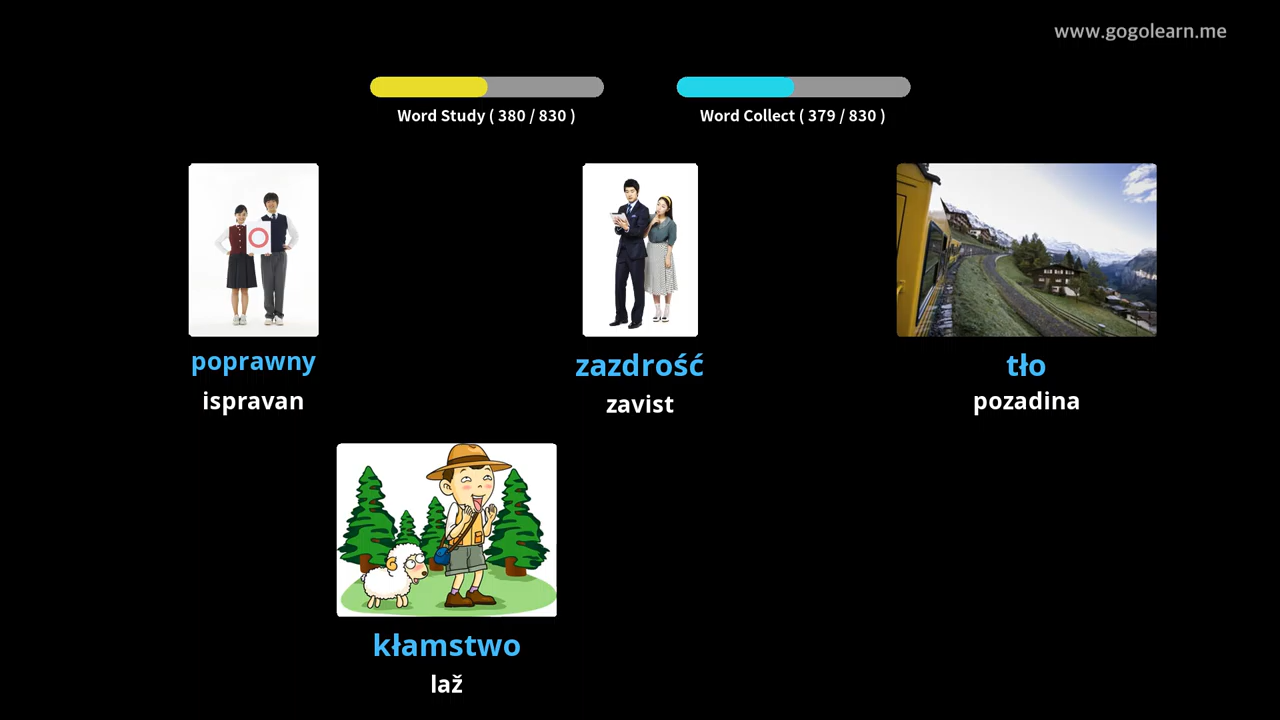 www.gogolearn.me
Word Study ( 380 / 830 )
Word Collect ( 379 / 830 )
poprawny
ispravan
zazdrość
zavist
tło
pozadina
kłamstwo
laž